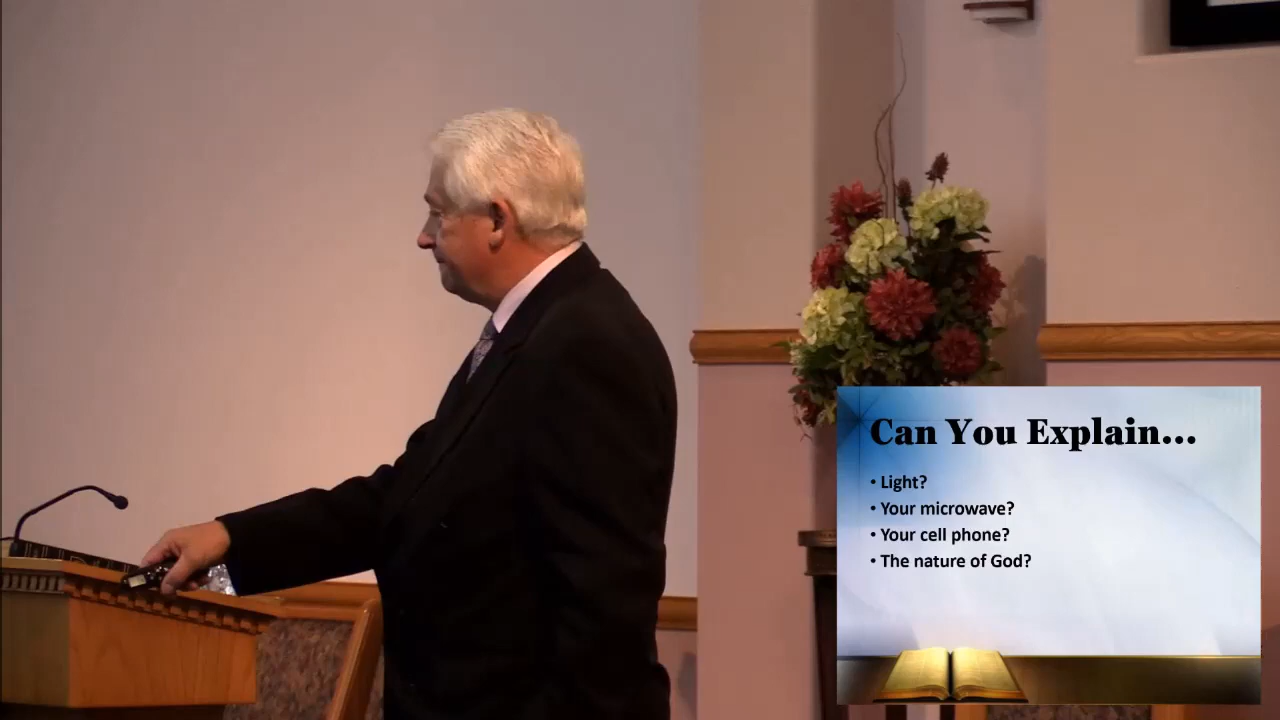 Can You Explain...
• Light?
• Your microwave?
• Your cell phone?
• The nature of God?